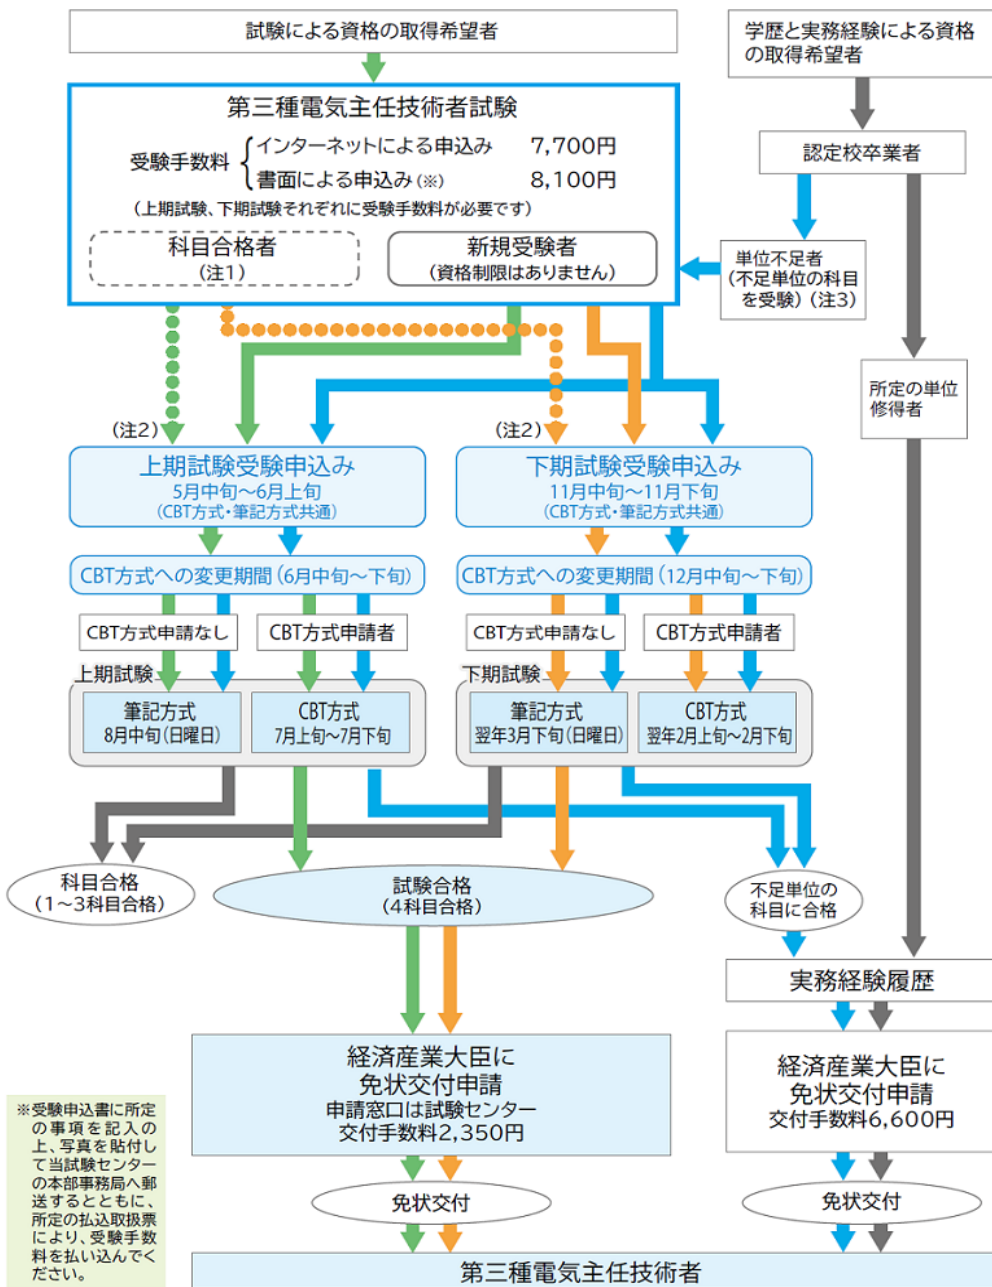 試験による資格の取得希望者
学歴と実務経験による資格
の取得希望者
第三種電気主任技術者試験
受験手数料
インターネットによる申込み 7,700円
書面による申込み(※) 8,100円
(上期試験、下期試験それぞれに受験手数料が必要です)
科目合格者
(注1)
新規受験者
(資格制限はありません)
認定校卒業者
単位不足者
(不足単位の科目
を受験)(注3)
所定の単位
修得者
(注2)
(注2)
上期試験受験申込み
5月中旬〜6月上旬
(CBT方式・筆記方式共通)
下期試験受験申込み
11月中旬〜11月下旬
(CBT方式・筆記方式共通)
CBT方式への変更期間(6月中旬〜下旬)
CBT方式への変更期間(12月中旬〜下旬)
CBT方式申請なし
CBT方式申請者
CBT方式申請なし
CBT方式申請者
上期試験
下期試験
筆記方式
8月中旬(日曜日)
CBT方式
7月上旬〜7月下旬
筆記方式
翌年3月下旬(日曜日)
CBT方式
翌年2月上旬〜2月下旬
科目合格
(1〜3科目合格)
試験合格
(4科目合格)
不足単位の
科目に合格
実務経験履歴
経済産業大臣に
免状交付申請
申請窓口は試験センター
交付手数料2,350円
経済産業大臣に
免状交付申請
交付手数料6,600円
※受験申込書に所定
の事項を記入の
上、写真を貼付し
て当試験センター
の本部事務局へ郵
送するとともに、
所定の払込取扱票
により、受験手数
料を払い込んでく
ださい。
免状交付
免状交付
第三種電気主任技術者